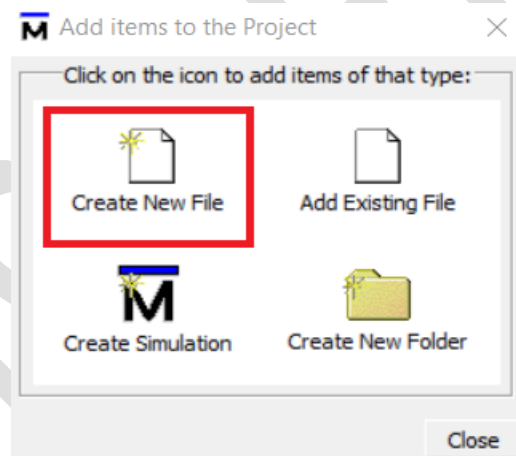 M Add items to the Project
Click on the icon to add items of that type:
Create New File
Add Existing File
M
Create Simulation
Create New Folder
Close